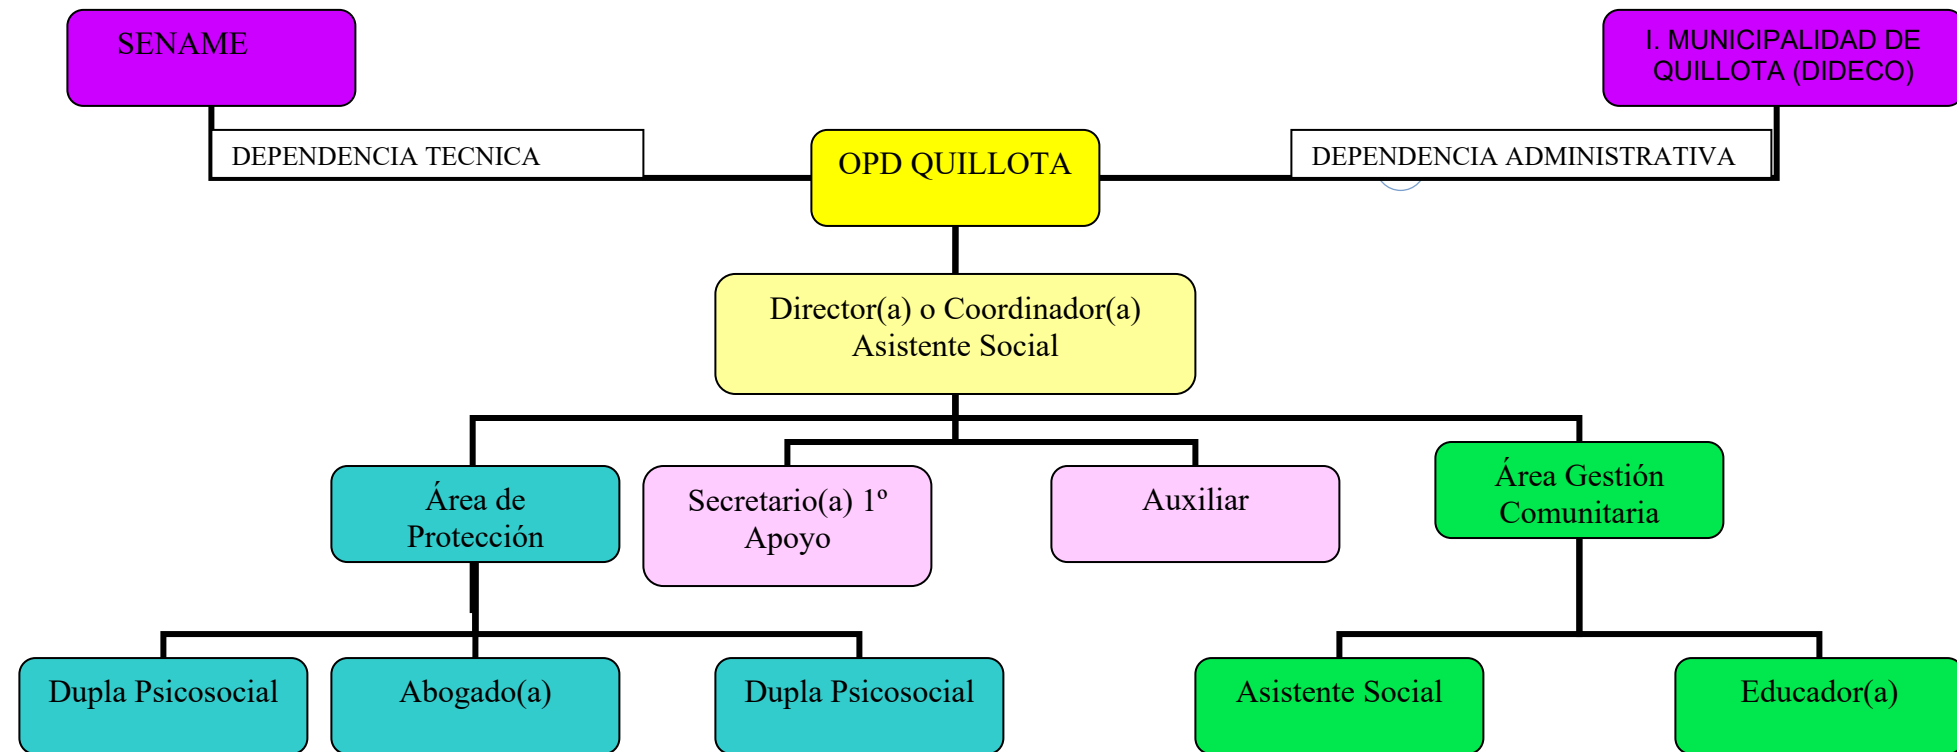 SENAME
I. MUNICIPALIDAD DE
QUILLOTA (DIDECO)
DEPENDENCIA TECNICA
OPD QUILLOTA
DEPENDENCIA ADMINISTRATIVA
Director(a) o Coordinador(a)
Asistente Social
Área de
Protección
Secretario(a) 1º
Apoyo
Auxiliar
Área Gestión
Comunitaria
Dupla Psicosocial
Abogado(a)
Dupla Psicosocial
Asistente Social
Educador(a)